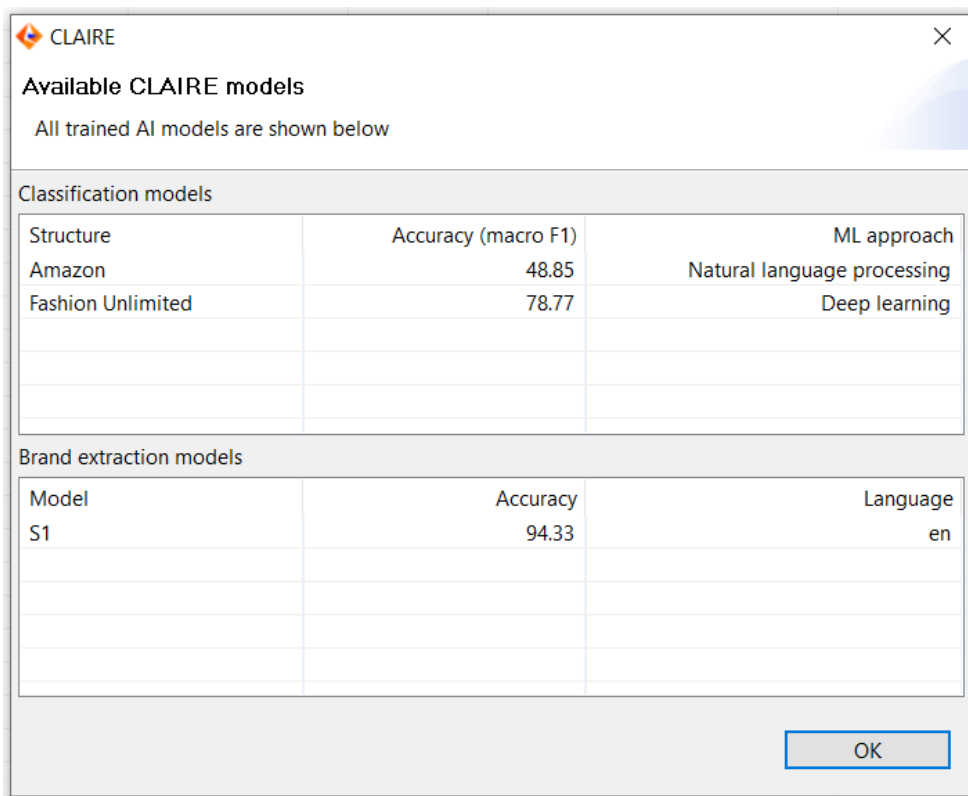 CLAIRE
Available CLAIRE models
All trained AI models are shown below
Classification models
Structure Accuracy (macro F1) ML approach
Amazon 48.85 Natural language processing
Fashion Unlimited 78.77 Deep learning
Brand extraction models
Model Accuracy Language
S1 94.33 en
OK